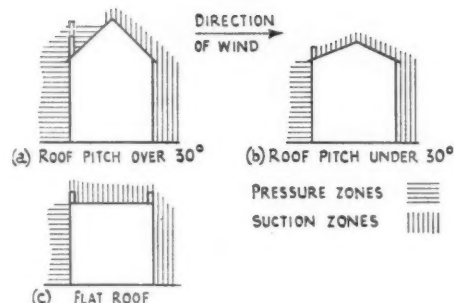 DIRECTION
OF WIND
(a) ROOF PITCH OVER 30°
(b) ROOF PITCH UNDER 30°
PRESSURE ZONES
SUCTION ZONES
(c) FLAT ROOF